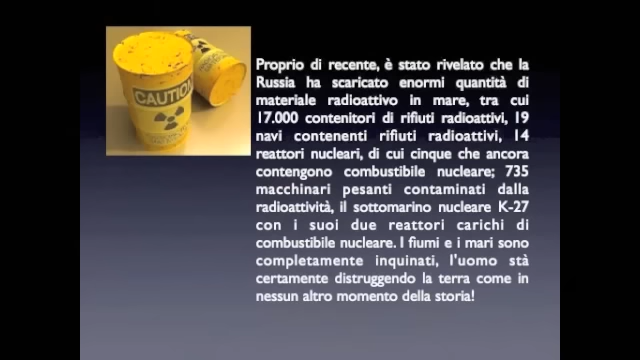 CAUTION
Proprio di recente, è stato rivelato che la
Russia ha scaricato enormi quantità di
materiale radioattivo in mare, tra cui
17.000 contenitori di rifiuti radioattivi, 19
navi contenenti rifiuti radioattivi, 14
reattori nucleari, di cui cinque che ancora
contengono combustibile nucleare; 735
macchinari pesanti contaminati dalla
radioattività, il sottomarino nucleare K-27
con i suoi due reattori carichi di
combustibile nucleare. I fiumi e i mari sono
completamente inquinati, l'uomo stà
certamente distruggendo la terra come in
nessun altro momento della storia!